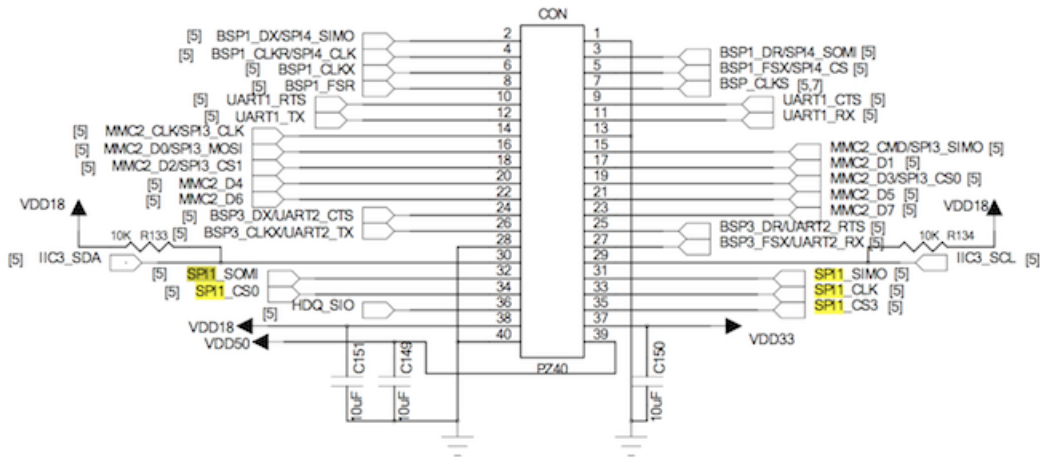 CON
[5] BSP1_DX/SPI4_SIMO 2 1
[5] BSP1_CLKR/SPI4_CLK 4 3 BSP1_DR/SPI4_SOMI [5]
[5] BSP1_CLKX 6 5 BSP1_FSX/SPI4_CS [5]
[5] BSP1_FSR 8 7 BSP_CLKS [5,7]
[5] UART1_RTS 10 9 UART1_CTS [5]
[5] UART1_TX 12 11 UART1_RX [5]
[5] MMC2_CLK/SPI3_CLK 14 13
[5] MMC2_D0/SPI3_MOSI 16 15 MMC2_CMD/SPI3_SIMO [5]
[5] MMC2_D2/SPI3_CS1 18 17 MMC2_D1 [5]
[5] MMC2_D4 20 19 MMC2_D3/SPI3_CS0 [5]
[5] MMC2_D6 22 21 MMC2_D5 [5]
VDD18 24 23 MMC2_D7 [5] VDD18
[5] BSP3_DX/UART2_CTS 26 25 BSP3_DR/UART2_RTS [5]
[5] BSP3_CLKX/UART2_TX 28 27 BSP3_FSX/UART2_RX [5]
10K R133 10K R134
[5] IIC3_SDA 30 29 IIC3_SCL [5]
[5] SPI1_SOMI 32 31 SPI1_SIMO [5]
[5] SPI1_CS0 34 33 SPI1_CLK [5]
[5] HDQ_SIO 36 35 SPI1_CS3 [5]
VDD18 38 37 VDD33
VDD50 40 39
PZ40
C151 C149 C150
10uF 10uF 10uF